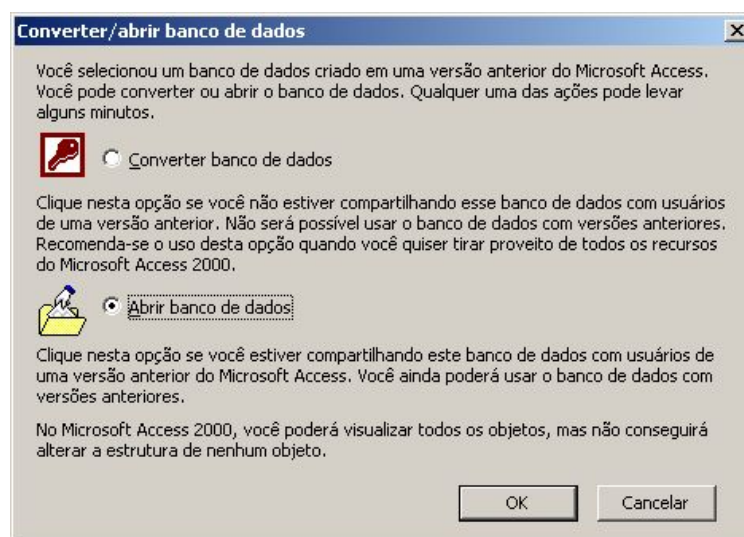 Converter/abrir banco de dados
Você selecionou um banco de dados criado em uma versão anterior do Microsoft Access.
Você pode converter ou abrir o banco de dados. Qualquer uma das ações pode levar
alguns minutos.
Converter banco de dados
Clique nesta opção se você não estiver compartilhando esse banco de dados com usuários
de uma versão anterior. Não será possível usar o banco de dados com versões anteriores.
Recomenda-se o uso desta opção quando você quiser tirar proveito de todos os recursos
do Microsoft Access 2000.
Abrir banco de dados
Clique nesta opção se você estiver compartilhando este banco de dados com usuários de
uma versão anterior do Microsoft Access. Você ainda poderá usar o banco de dados com
versões anteriores.
No Microsoft Access 2000, você poderá visualizar todos os objetos, mas não conseguirá
alterar a estrutura de nenhum objeto.
OK
Cancelar